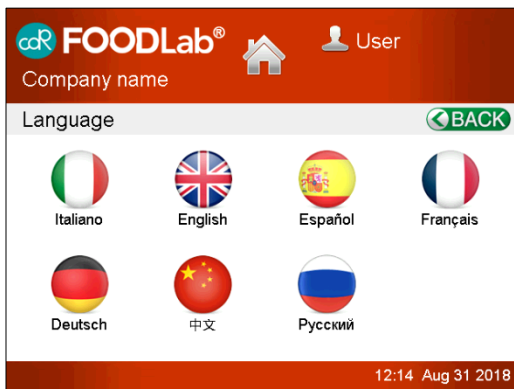 cdR FOODLab®
User
Company name
Language
BACK
Italiano English Español Français
Deutsch 中文 Русский
12:14 Aug 31 2018